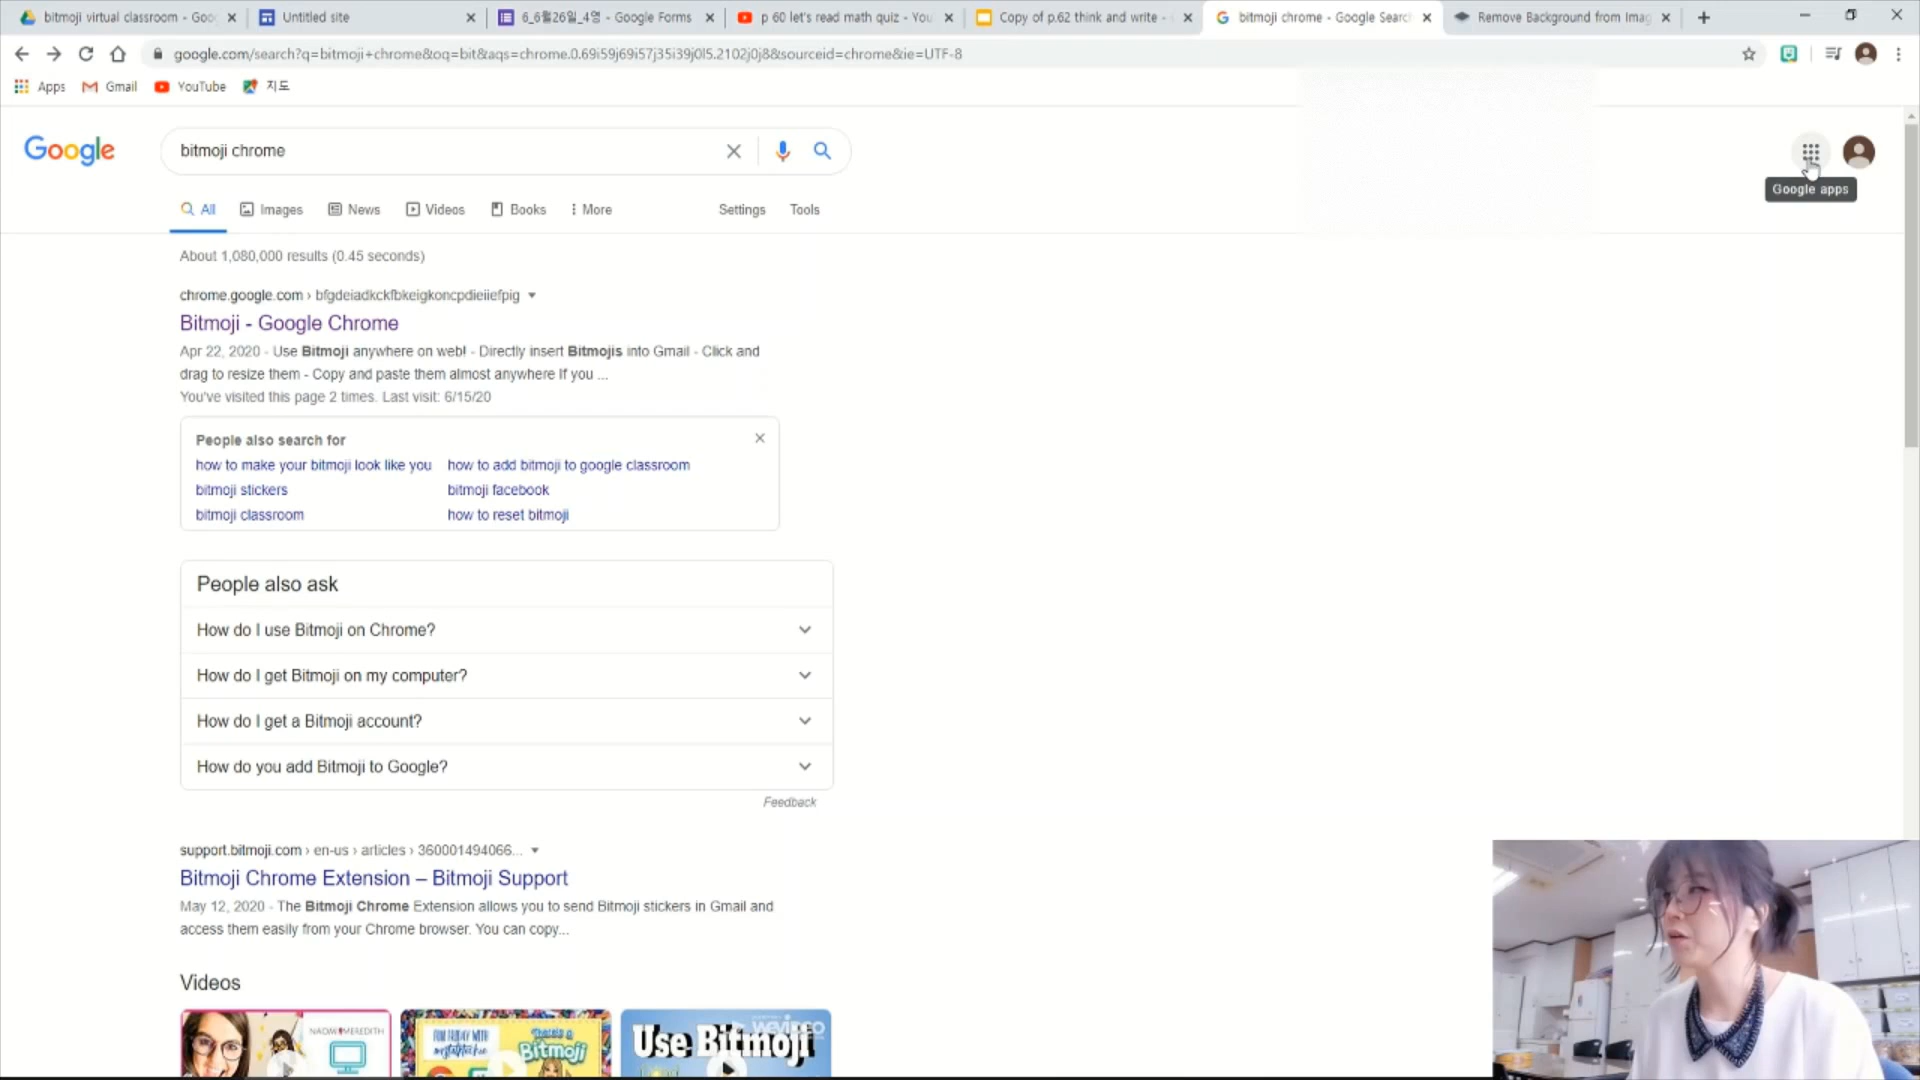 bitmoji virtual classroom - Goo
Untitled site
6_6월26일_4영 - Google Forms
p 60 let's read math quiz - You
Copy of p.62 think and write -
bitmoji chrome - Google Search
Remove Background from Imag
google.com/search?q=bitmoji+chrome&oq=bit&aqs=chrome.0.69i59j69i57j35i39j0l5.2102j0j8&sourceid=chrome&ie=UTF-8
Apps
Gmail
YouTube
지도
Google
bitmoji chrome
Google apps
All
Images
News
Videos
Books
More
Settings
Tools
About 1,080,000 results (0.45 seconds)
chrome.google.com › bfgdeiadkckfbkeigkoncpdieiiefpig
Bitmoji - Google Chrome
Apr 22, 2020 - Use Bitmoji anywhere on web! - Directly insert Bitmojis into Gmail - Click and
drag to resize them - Copy and paste them almost anywhere If you ...
You've visited this page 2 times. Last visit: 6/15/20
People also search for
how to make your bitmoji look like you
how to add bitmoji to google classroom
bitmoji stickers
bitmoji facebook
bitmoji classroom
how to reset bitmoji
People also ask
How do I use Bitmoji on Chrome?
How do I get Bitmoji on my computer?
How do I get a Bitmoji account?
How do you add Bitmoji to Google?
Feedback
support.bitmoji.com › en-us › articles › 360001494066...
Bitmoji Chrome Extension – Bitmoji Support
May 12, 2020 - The Bitmoji Chrome Extension allows you to send Bitmoji stickers in Gmail and
access them easily from your Chrome browser. You can copy...
Videos
NAOMI MEREDITH
FUN FRIDAY WITH
There's a
Bitmoji
WEVIDEO
Use Bitmoji